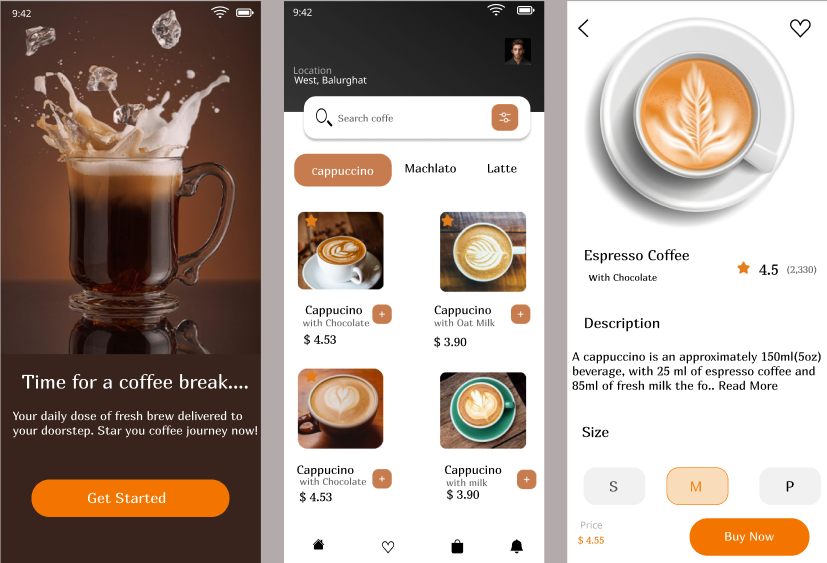 9:42
Time for a coffee break....
Your daily dose of fresh brew delivered to
your doorstep. Star you coffee journey now!
Get Started
9:42
Location
West, Balurghat
Search coffe
Cappuccino
Machlato
Latte
Cappucino
with Chocolate
$ 4.53
+
Cappucino
with Oat Milk
$ 3.90
+
Cappucino
with Chocolate
$ 4.53
+
Cappucino
with milk
$ 3.90
+
Espresso Coffee
With Chocolate
4.5 (2,330)
Description
A cappuccino is an approximately 150ml(5oz)
beverage, with 25 ml of espresso coffee and
85ml of fresh milk the fo.. Read More
Size
S
M
P
Price
$ 4.55
Buy Now